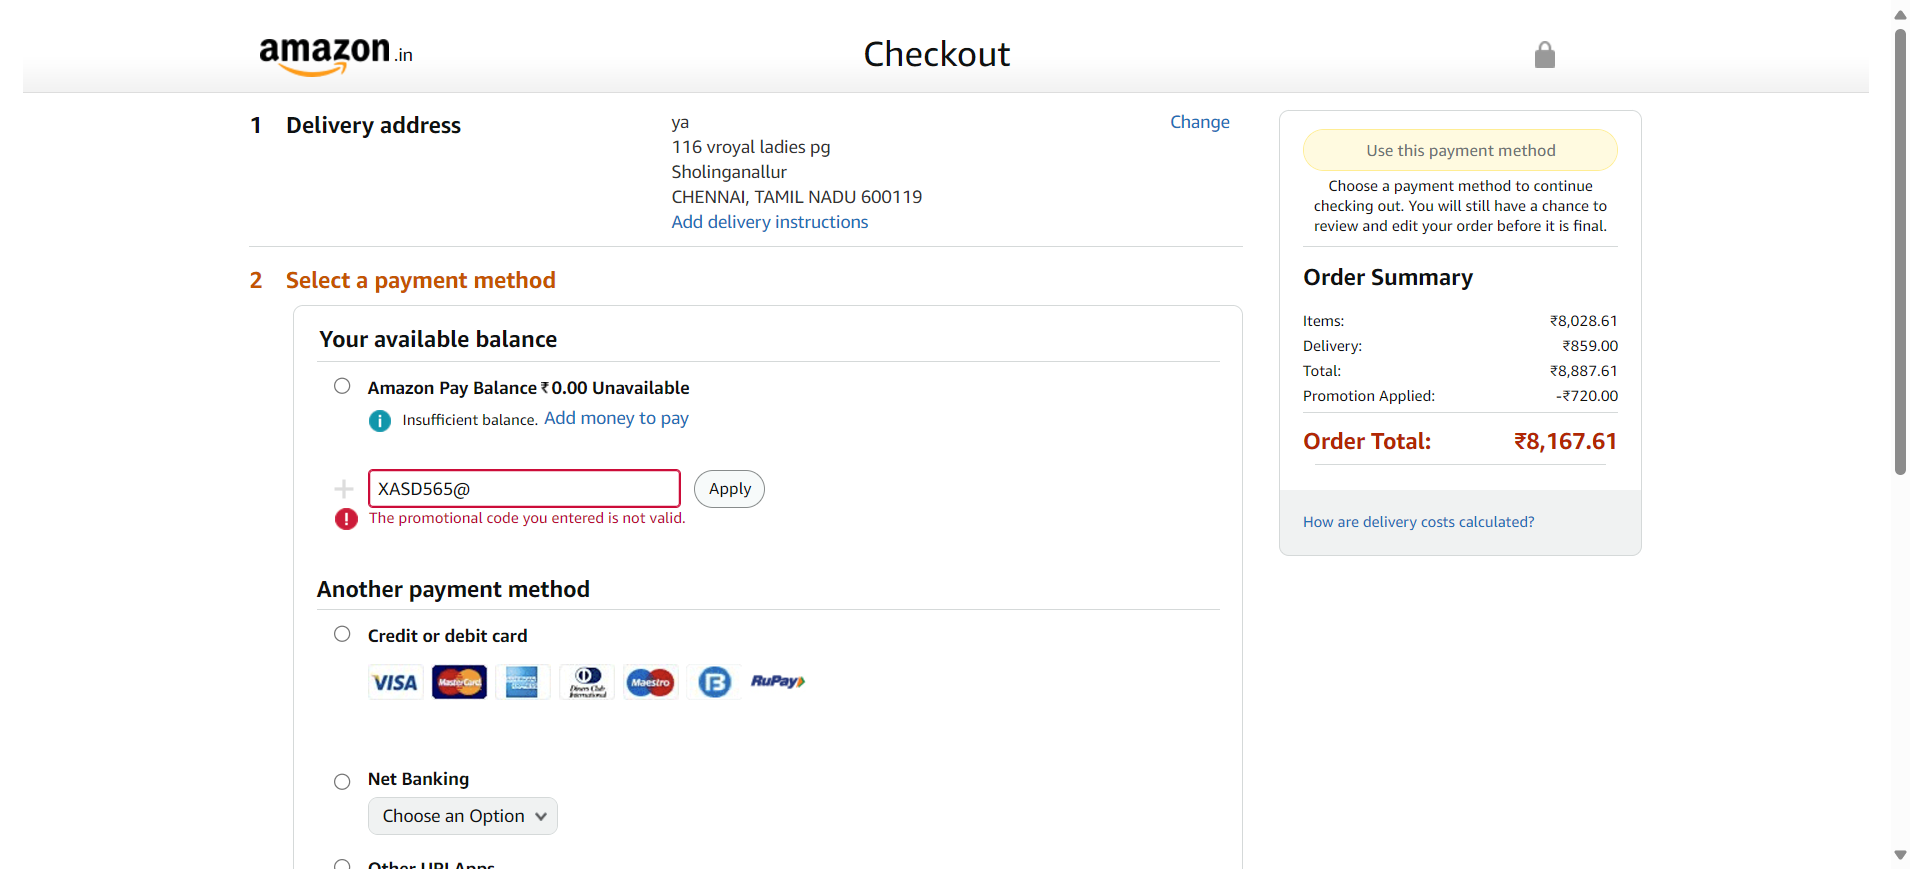 amazon.in
Checkout
1 Delivery address
ya
116 vroyal ladies pg
Sholinganallur
CHENNAI, TAMIL NADU 600119
Add delivery instructions
Change
2 Select a payment method
Your available balance
Amazon Pay Balance ₹0.00 Unavailable
i Insufficient balance. Add money to pay
XASD565@
Apply
! The promotional code you entered is not valid.
Another payment method
Credit or debit card
VISA MasterCard Diners Club International Maestro B RuPay
Net Banking
Choose an Option
Other UPI Apps
Use this payment method
Choose a payment method to continue
checking out. You will still have a chance to
review and edit your order before it is final.
Order Summary
Items: ₹8,028.61
Delivery: ₹859.00
Total: ₹8,887.61
Promotion Applied: -₹720.00
Order Total: ₹8,167.61
How are delivery costs calculated?